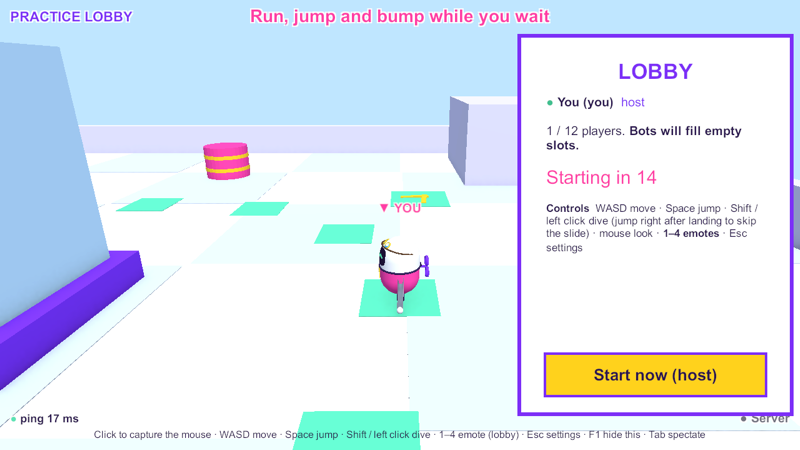 PRACTICE LOBBY
Run, jump and bump while you wait
LOBBY
You (you) host
1 / 12 players. Bots will fill empty
slots.
Starting in 14
Controls WASD move · Space jump · Shift /
left click dive (jump right after landing to skip
the slide) · mouse look · 1–4 emotes · Esc
settings
▼ YOU
Start now (host)
ping 17 ms
Server
Click to capture the mouse · WASD move · Space jump · Shift / left click dive · 1–4 emote (lobby) · Esc settings · F1 hide this · Tab spectate